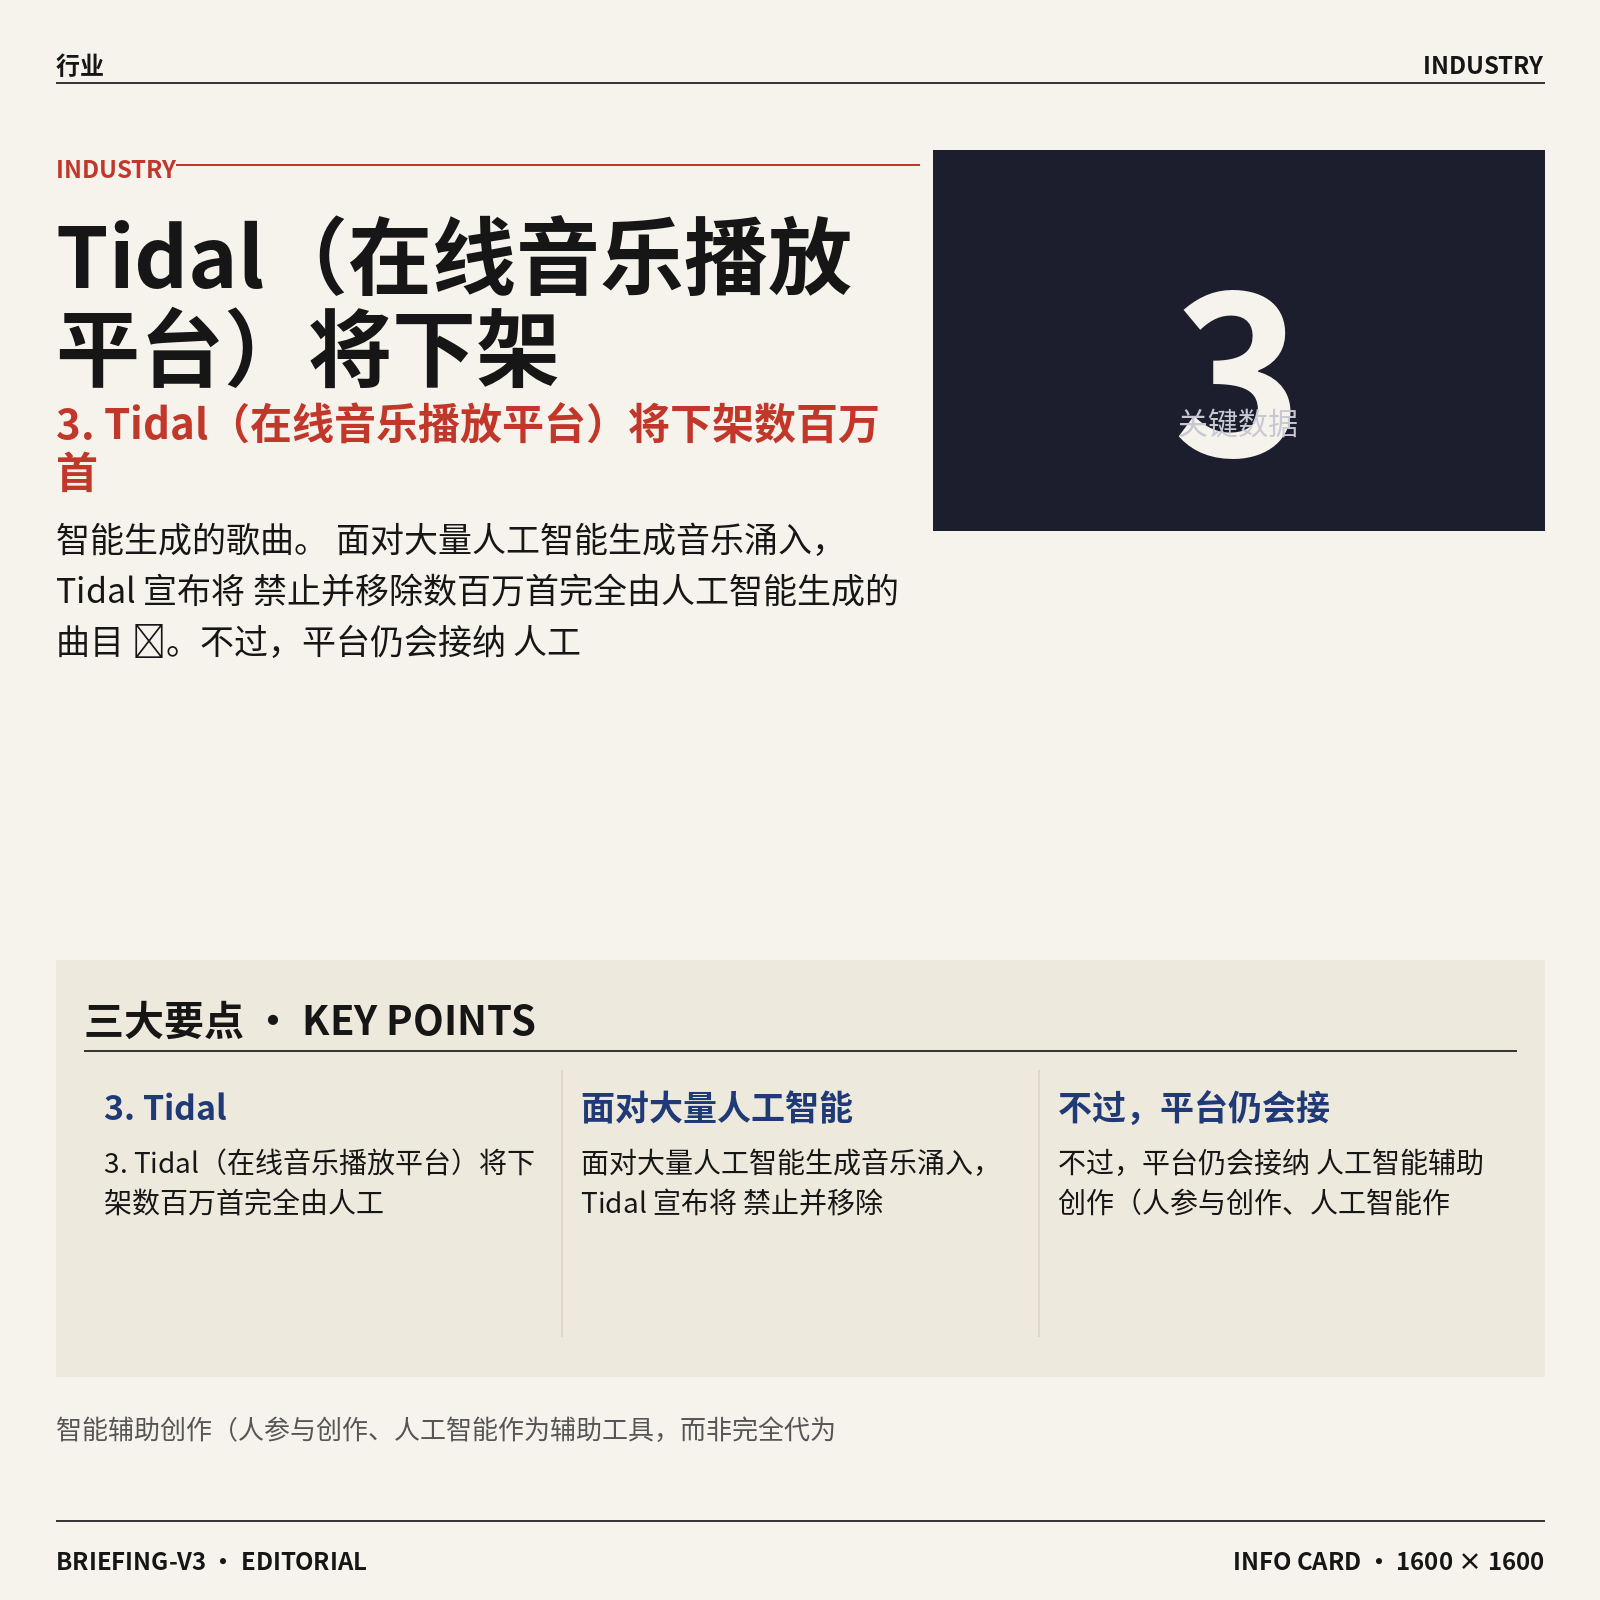 行业
INDUSTRY
INDUSTRY
Tidal（在线音乐播放
平台）将下架
3. Tidal（在线音乐播放平台）将下架数百万
首
智能生成的歌曲。 面对大量人工智能生成音乐涌入，
Tidal 宣布将 禁止并移除数百万首完全由人工智能生成的
曲目 。不过，平台仍会接纳 人工
3
关键数据
三大要点 • KEY POINTS
3. Tidal
3. Tidal（在线音乐播放平台）将下
架数百万首完全由人工
面对大量人工智能
面对大量人工智能生成音乐涌入，
Tidal 宣布将 禁止并移除
不过，平台仍会接
不过，平台仍会接纳 人工智能辅助
创作（人参与创作、人工智能作
智能辅助创作（人参与创作、人工智能作为辅助工具，而非完全代为
BRIEFING-V3 • EDITORIAL
INFO CARD • 1600 × 1600